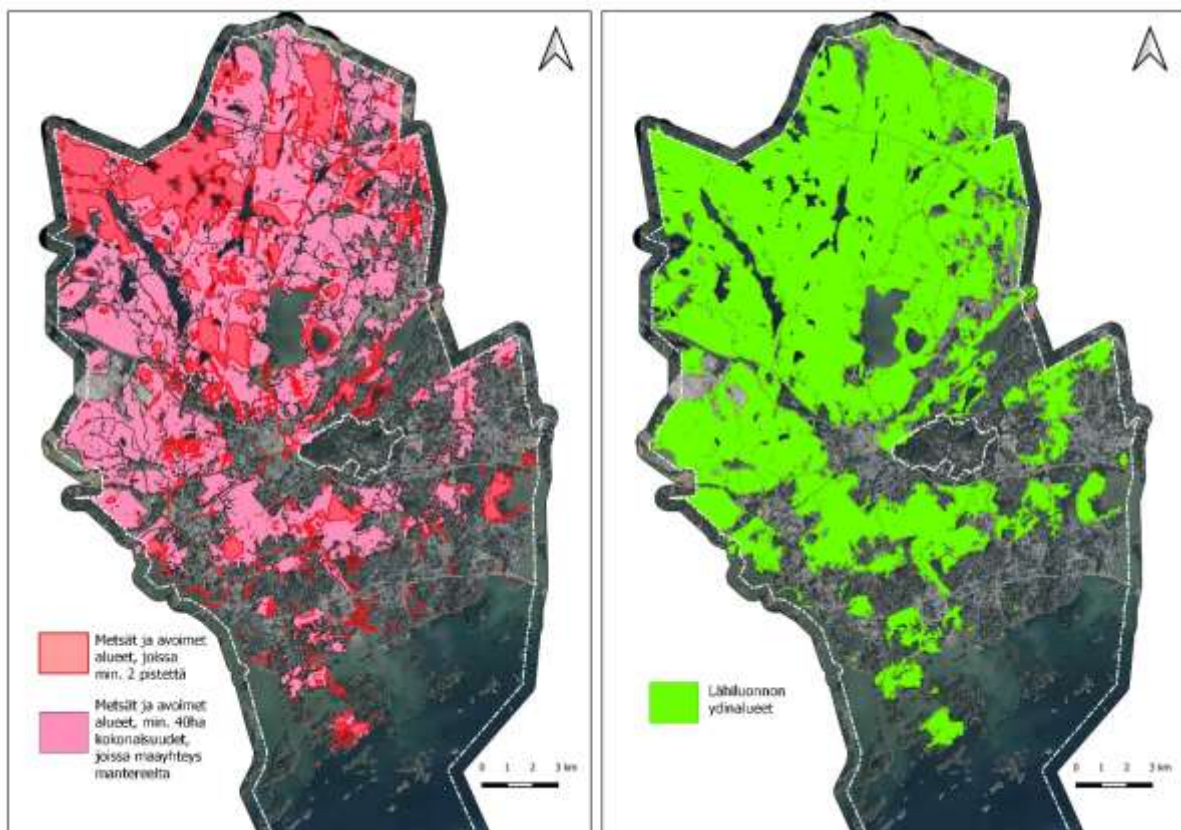 Metsät ja avoimet
alueet, joissa
min. 2 pistettä
Metsät ja avoimet
alueet, min. 40ha
kokonaisuudet,
joissa maayhteys
mantereelta
0 1 2 3 km
Lähiluonnon
ydinalueet
0 1 2 3 km